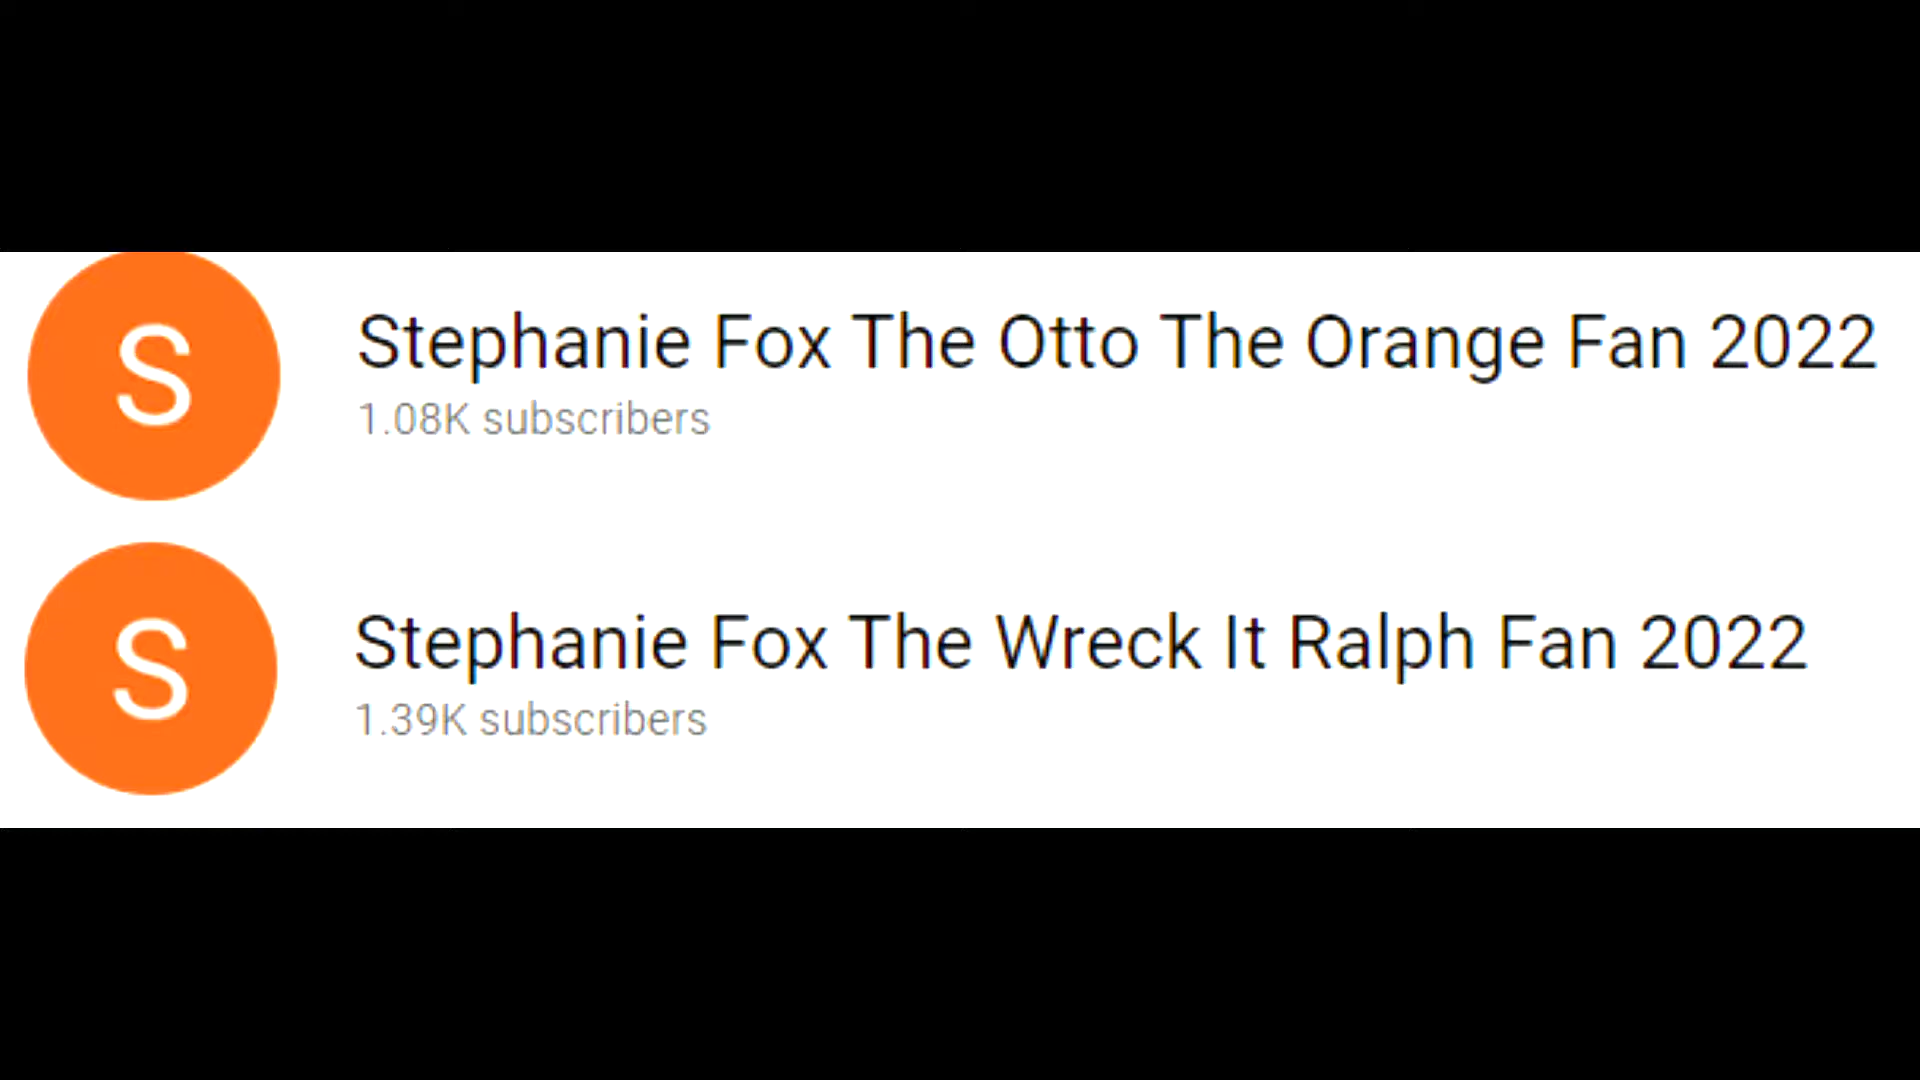 S
Stephanie Fox The Otto The Orange Fan 2022
1.08K subscribers
S
Stephanie Fox The Wreck It Ralph Fan 2022
1.39K subscribers